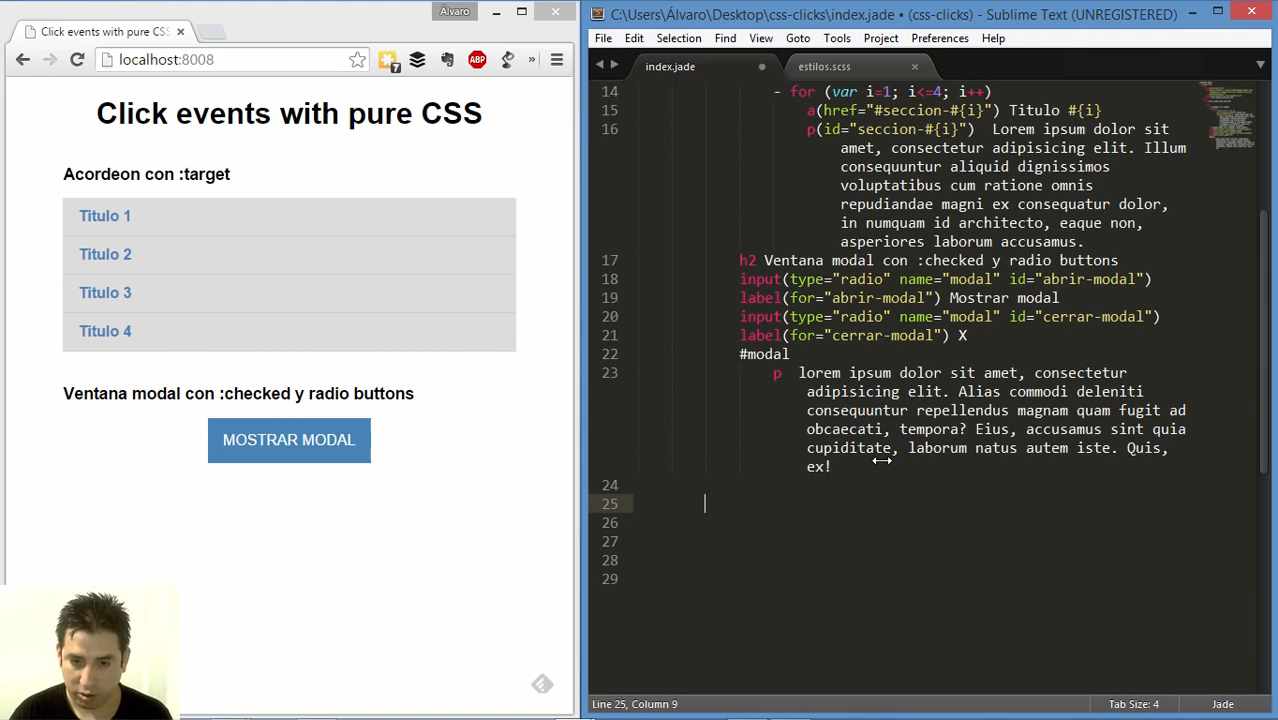 Álvaro
Click events with pure CSS
localhost:8008
7
ABP
»
Click events with pure CSS
Acordeon con :target
Titulo 1
Titulo 2
Titulo 3
Titulo 4
Ventana modal con :checked y radio buttons
MOSTRAR MODAL
C:\Users\Álvaro\Desktop\css-clicks\index.jade • (css-clicks) - Sublime Text (UNREGISTERED)
File Edit Selection Find View Goto Tools Project Preferences Help
index.jade estilos.scss
14 - for (var i=1; i<=4; i++)
15 a(href="#seccion-#{i}") Titulo #{i}
16 p(id="seccion-#{i}") Lorem ipsum dolor sit
amet, consectetur adipisicing elit. Illum
consequuntur aliquid dignissimos
voluptatibus cum ratione omnis
repudiandae magni ex consequatur dolor,
in numquam id architecto, eaque non,
asperiores laborum accusamus.
17 h2 Ventana modal con :checked y radio buttons
18 input(type="radio" name="modal" id="abrir-modal")
19 label(for="abrir-modal") Mostrar modal
20 input(type="radio" name="modal" id="cerrar-modal")
21 label(for="cerrar-modal") X
22 #modal
23 p lorem ipsum dolor sit amet, consectetur
adipisicing elit. Alias commodi deleniti
consequuntur repellendus magnam quam fugit ad
obcaecati, tempora? Eius, accusamus sint quia
cupiditate, laborum natus autem iste. Quis,
ex!
24
25
26
27
28
29
Line 25, Column 9 Tab Size: 4 Jade